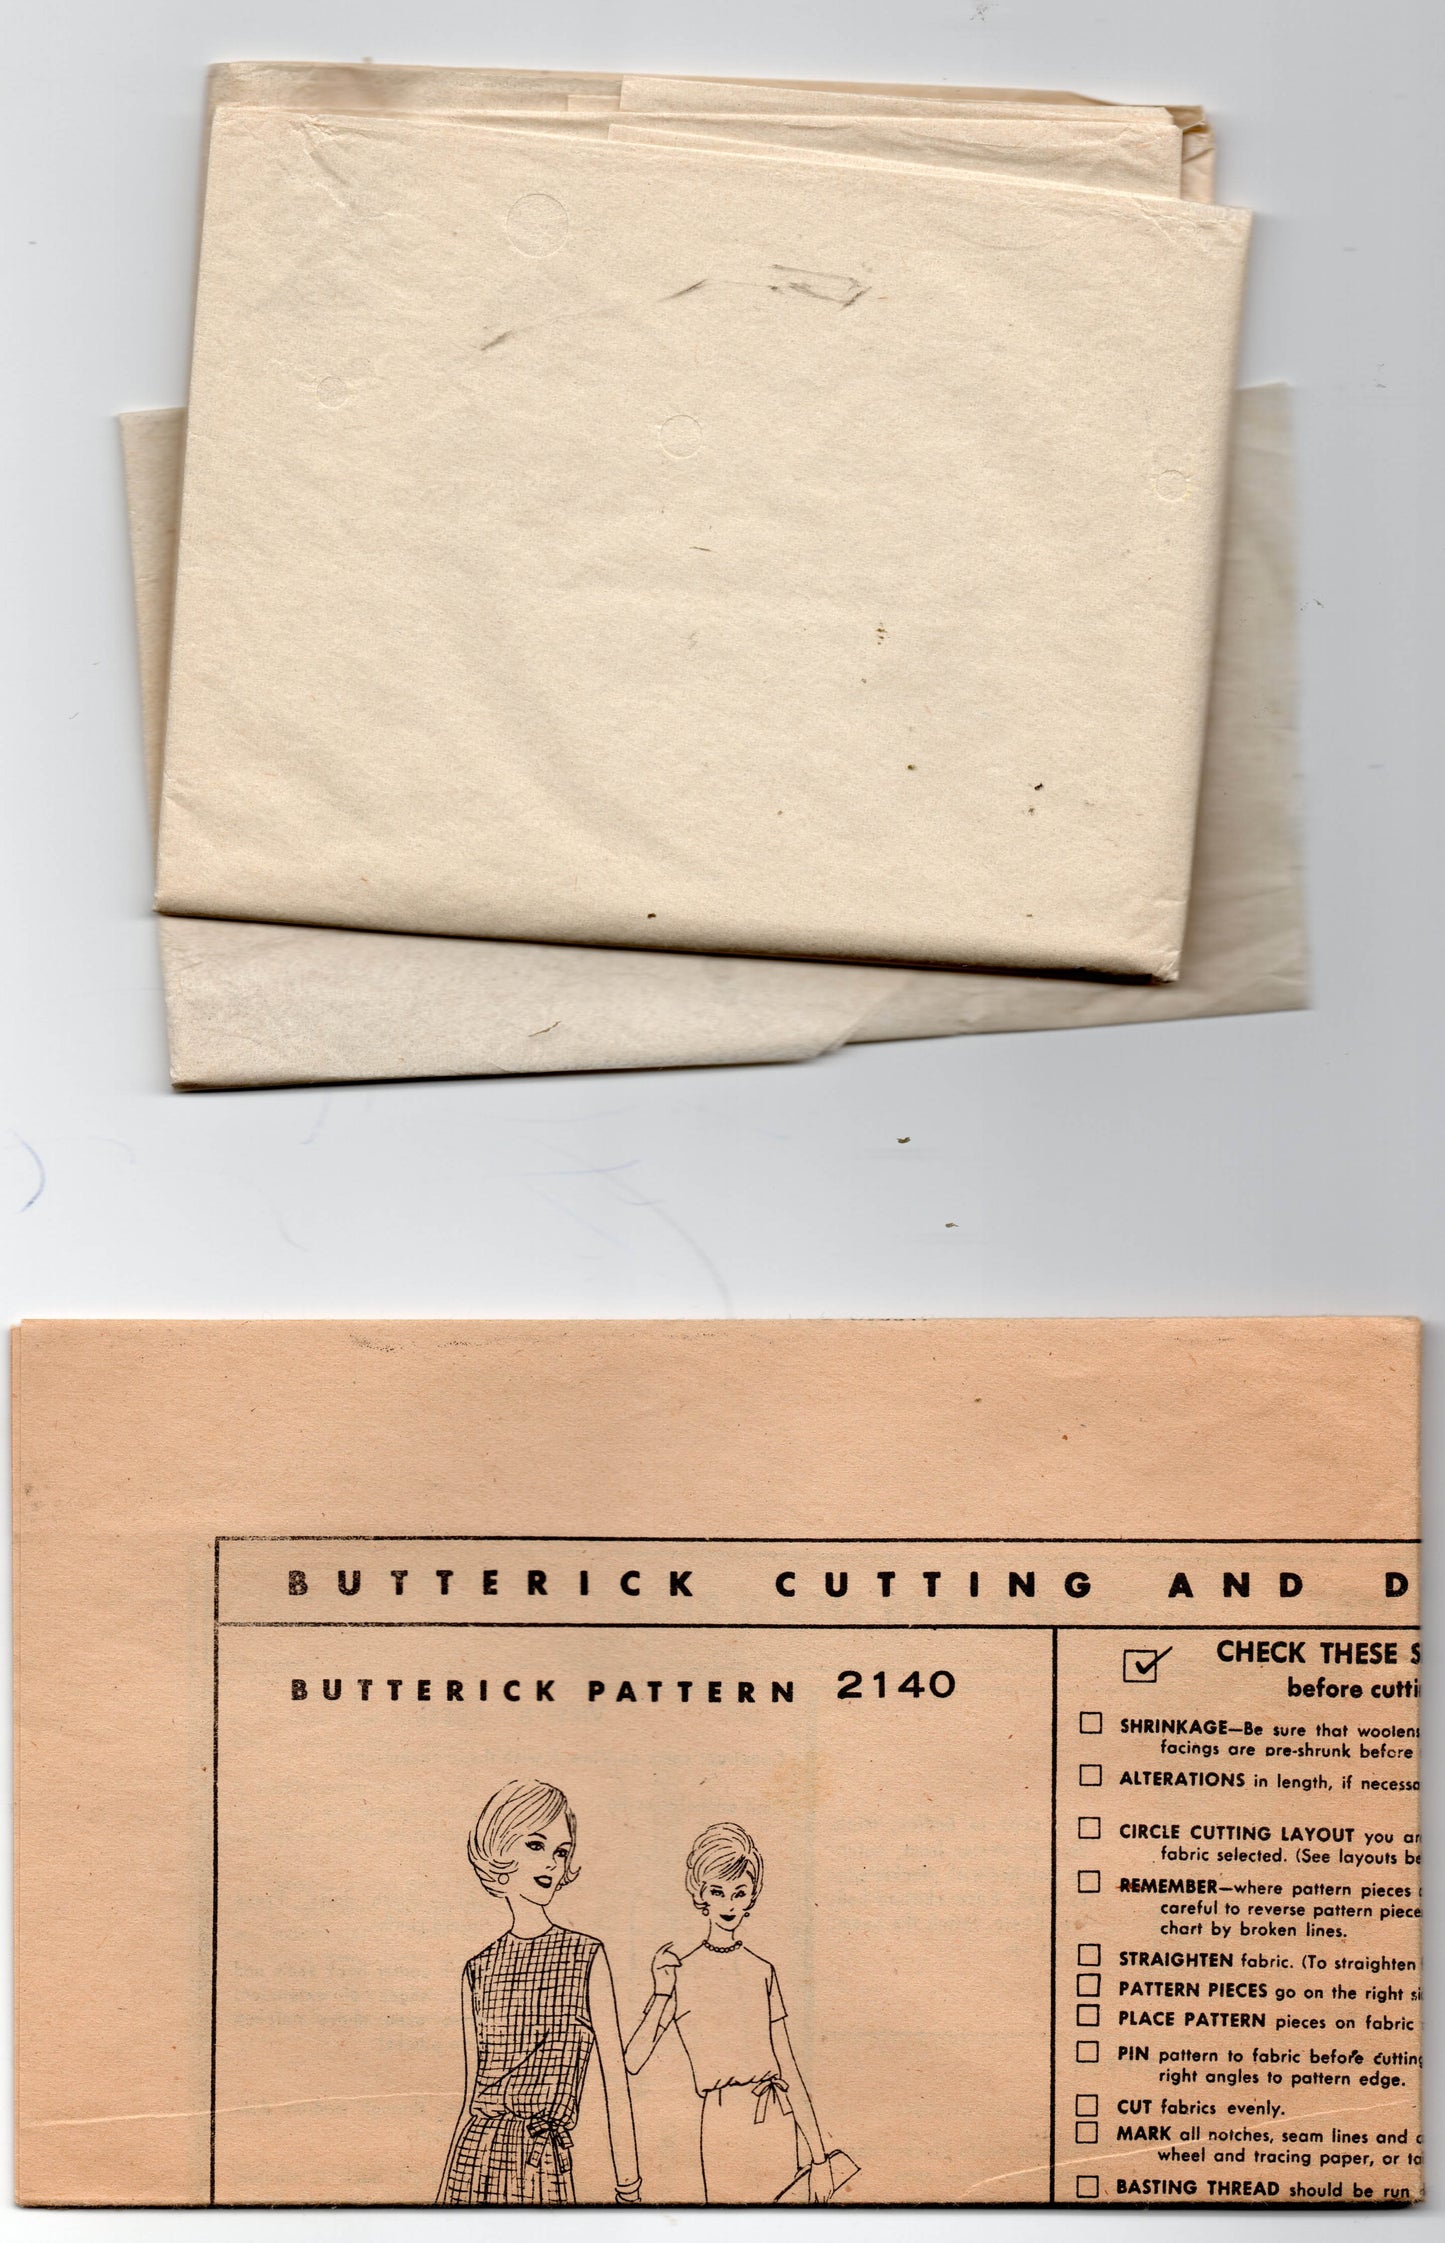 BUTTERICK CUTTING AND D
BUTTERICK PATTERN 2140
CHECK THESE S
before cutti
SHRINKAGE—Be sure that woolens
facings are pre-shrunk before
ALTERATIONS in length, if necessa
CIRCLE CUTTING LAYOUT you ar
fabric selected. (See layouts be
REMEMBER—where pattern pieces
careful to reverse pattern piece
chart by broken lines.
STRAIGHTEN fabric. (To straighten
PATTERN PIECES go on the right si
PLACE PATTERN pieces on fabric
PIN pattern to fabric before cutting
right angles to pattern edge.
CUT fabrics evenly.
MARK all notches, seam lines and
wheel and tracing paper, or ta
BASTING THREAD should be run